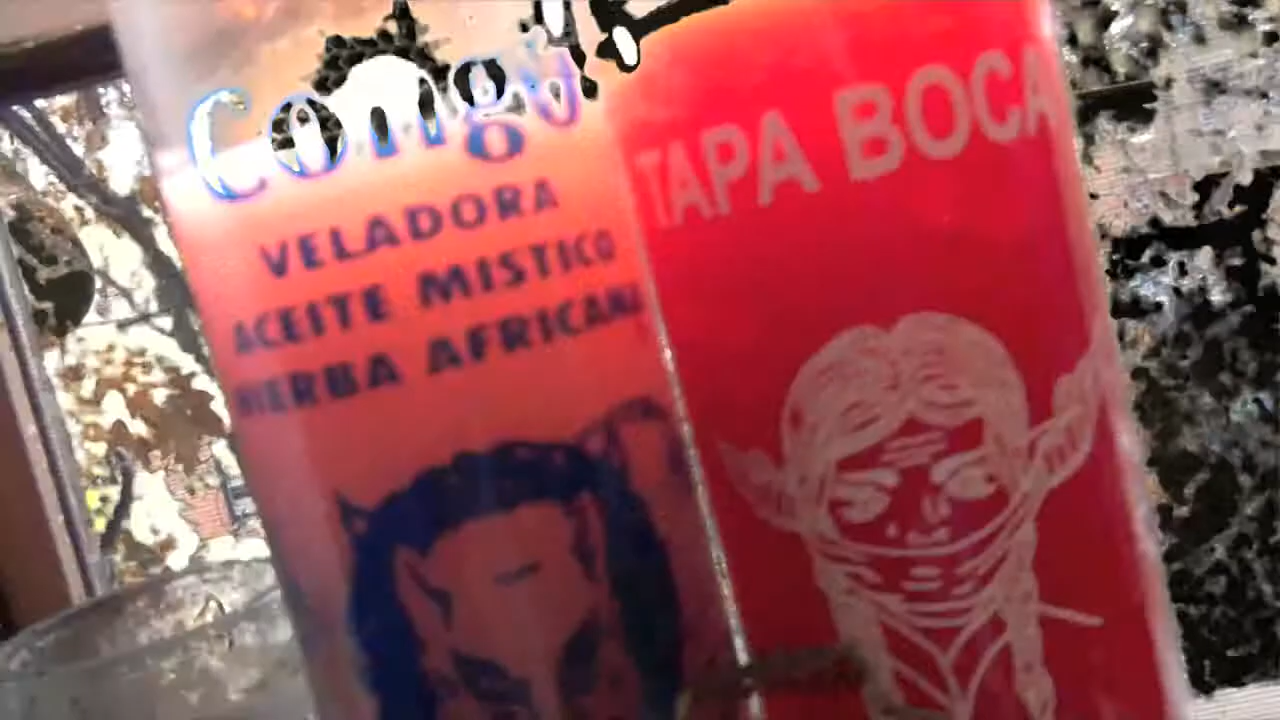 Congo
VELADORA
ACEITE MISTICO
HIERBA AFRICANA
TAPA BOCA